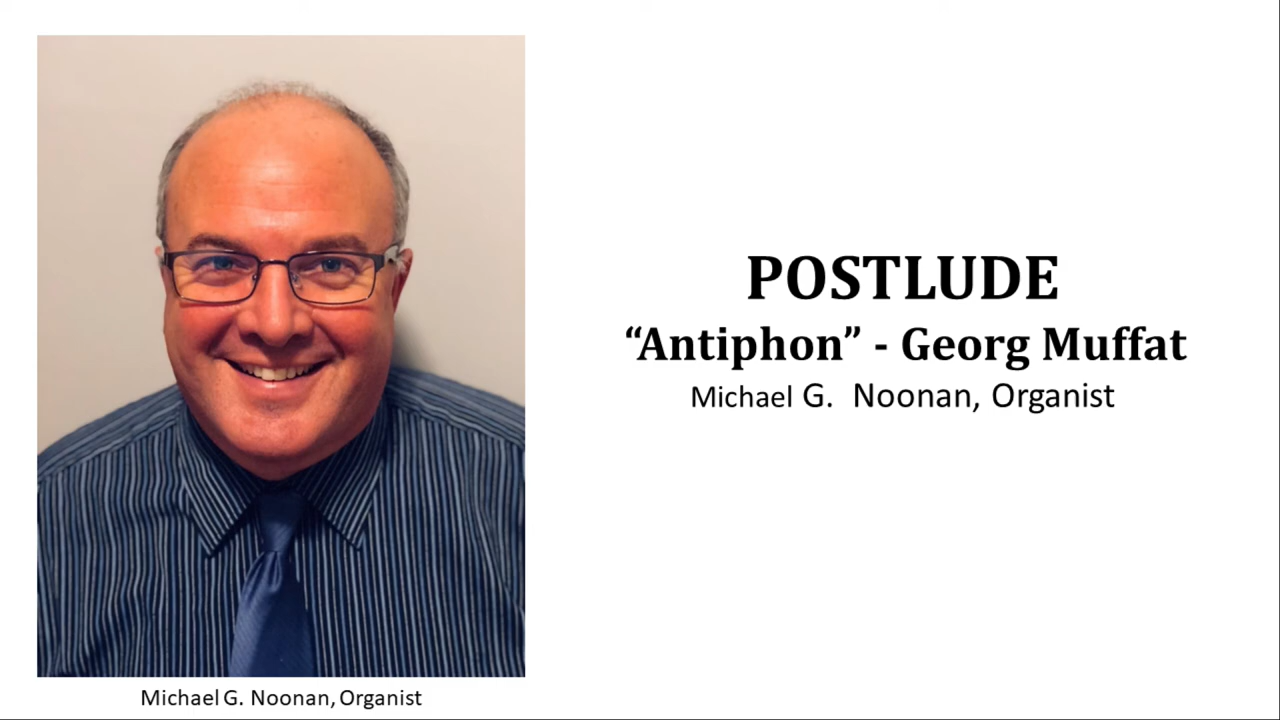 POSTLUDE
“Antiphon” - Georg Muffat
Michael G. Noonan, Organist
Michael G. Noonan, Organist